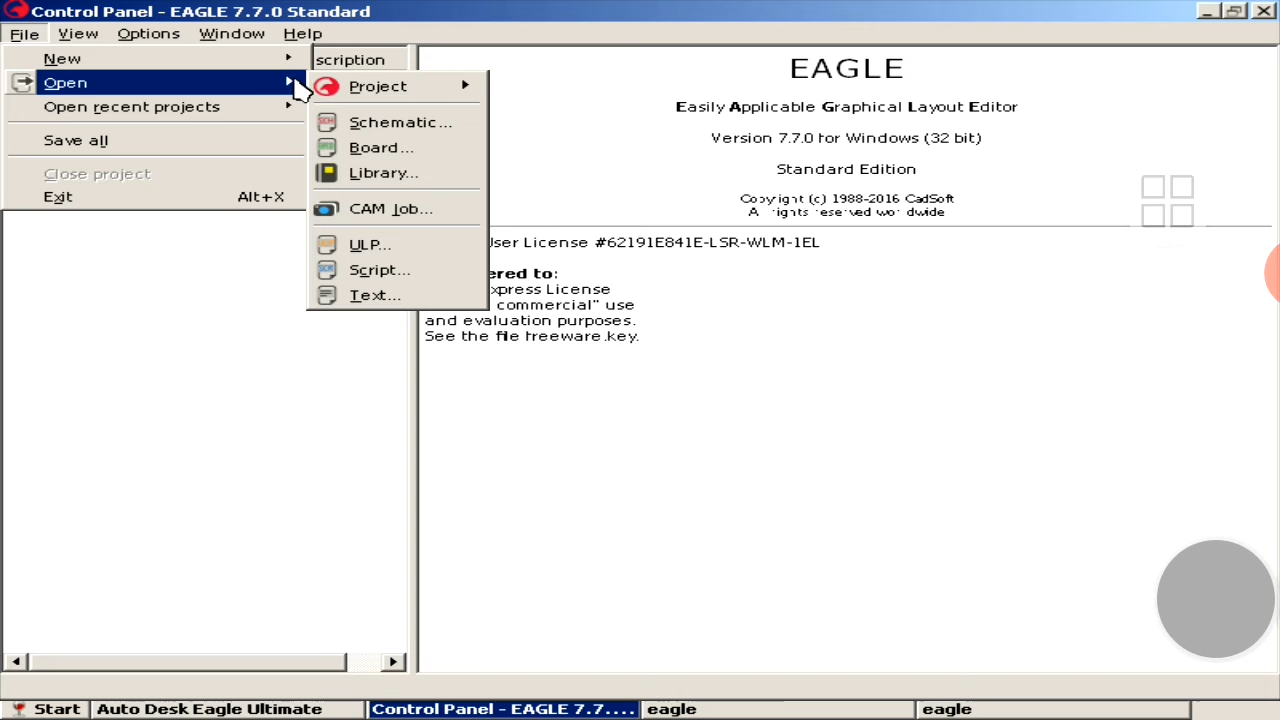 Control Panel - EAGLE 7.7.0 Standard
File View Options Window Help
New
Open
Open recent projects
Save all
Close project
Exit Alt+X
scription
Project
Schematic...
Board...
Library...
CAM Job...
ULP...
Script...
Text...
EAGLE
Easily Applicable Graphical Layout Editor
Version 7.7.0 for Windows (32 bit)
Standard Edition
Copyright (c) 1988-2016 CadSoft
All rights reserved worldwide
User License #62191E841E-LSR-WLM-1EL
ered to:
xpress License
commercial" use
and evaluation purposes.
See the file freeware.key.
Start
Auto Desk Eagle Ultimate
Control Panel - EAGLE 7.7....
eagle
eagle